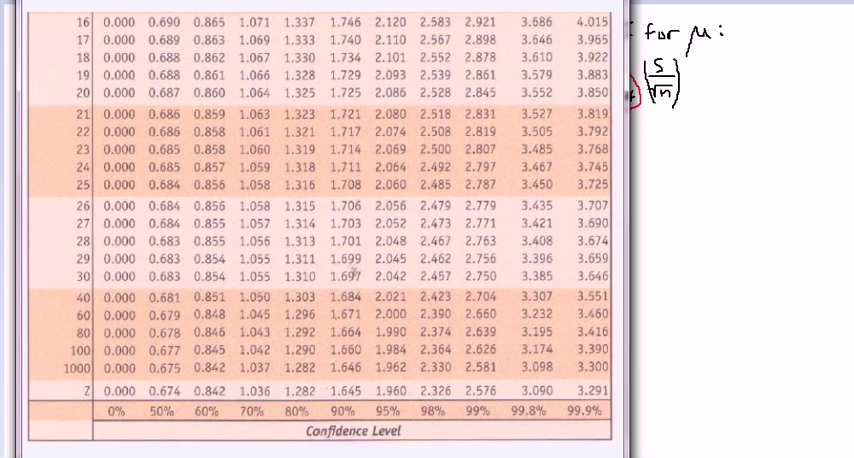 16 0.000 0.690 0.865 1.071 1.337 1.746 2.120 2.583 2.921 3.686 4.015
17 0.000 0.689 0.863 1.069 1.333 1.740 2.110 2.567 2.898 3.646 3.965
18 0.000 0.688 0.862 1.067 1.330 1.734 2.101 2.552 2.878 3.610 3.922
19 0.000 0.688 0.861 1.066 1.328 1.729 2.093 2.539 2.861 3.579 3.883
20 0.000 0.687 0.860 1.064 1.325 1.725 2.086 2.528 2.845 3.552 3.850
21 0.000 0.686 0.859 1.063 1.323 1.721 2.080 2.518 2.831 3.527 3.819
22 0.000 0.686 0.858 1.061 1.321 1.717 2.074 2.508 2.819 3.505 3.792
23 0.000 0.685 0.858 1.060 1.319 1.714 2.069 2.500 2.807 3.485 3.768
24 0.000 0.685 0.857 1.059 1.318 1.711 2.064 2.492 2.797 3.467 3.745
25 0.000 0.684 0.856 1.058 1.316 1.708 2.060 2.485 2.787 3.450 3.725
26 0.000 0.684 0.856 1.058 1.315 1.706 2.056 2.479 2.779 3.435 3.707
27 0.000 0.684 0.855 1.057 1.314 1.703 2.052 2.473 2.771 3.421 3.690
28 0.000 0.683 0.855 1.056 1.313 1.701 2.048 2.467 2.763 3.408 3.674
29 0.000 0.683 0.854 1.055 1.311 1.699 2.045 2.462 2.756 3.396 3.659
30 0.000 0.683 0.854 1.055 1.310 1.697 2.042 2.457 2.750 3.385 3.646
40 0.000 0.681 0.851 1.050 1.303 1.684 2.021 2.423 2.704 3.307 3.551
60 0.000 0.679 0.848 1.045 1.296 1.671 2.000 2.390 2.660 3.232 3.460
80 0.000 0.678 0.846 1.043 1.292 1.664 1.990 2.374 2.639 3.195 3.416
100 0.000 0.677 0.845 1.042 1.290 1.660 1.984 2.364 2.626 3.174 3.390
1000 0.000 0.675 0.842 1.037 1.282 1.646 1.962 2.330 2.581 3.098 3.300
Z 0.000 0.674 0.842 1.036 1.282 1.645 1.960 2.326 2.576 3.090 3.291
0% 50% 60% 70% 80% 90% 95% 98% 99% 99.8% 99.9%
Confidence Level
for μ:
(S
√n)